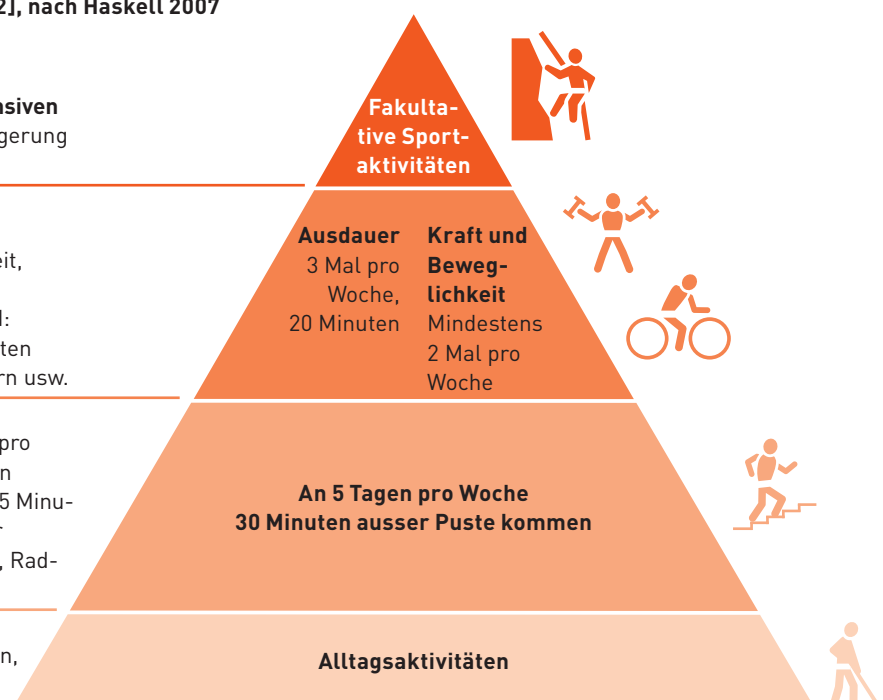 2], nach Haskell 2007
nsiven
gerung
eit,
l:
ten
rn usw.
pro
n
5 Minu-
r
, Rad-
n,
Fakulta-
tive Sport-
aktivitäten
Ausdauer
3 Mal pro
Woche,
20 Minuten
Kraft und
Beweg-
lichkeit
Mindestens
2 Mal pro
Woche
An 5 Tagen pro Woche
30 Minuten ausser Puste kommen
Alltagsaktivitäten